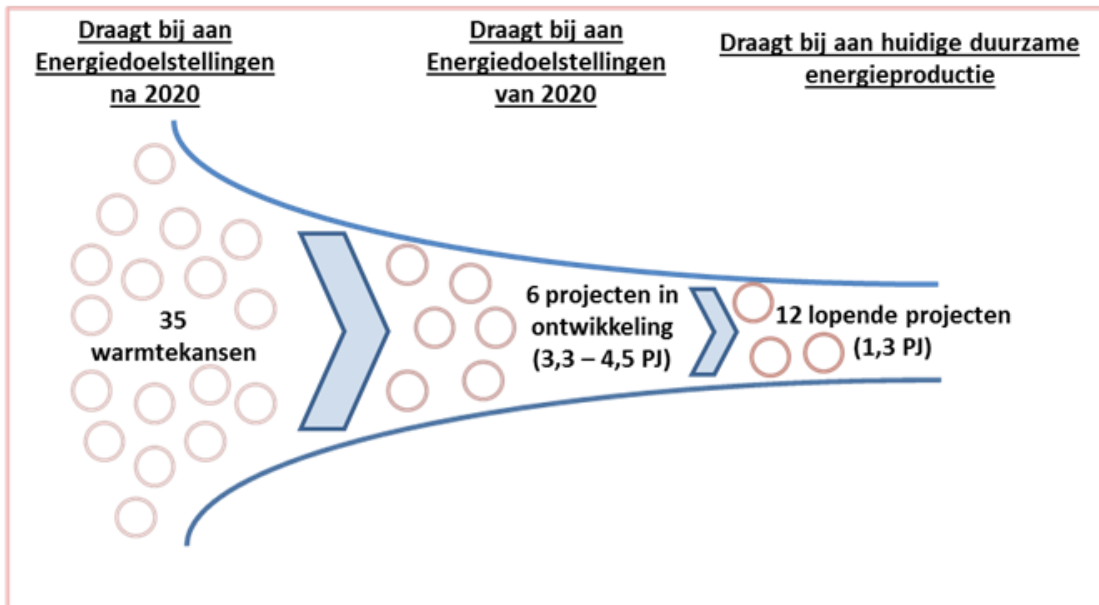 Draagt bij aan
Energiedoelstellingen
na 2020
Draagt bij aan
Energiedoelstellingen
van 2020
Draagt bij aan huidige duurzame
energieproductie
35
warmtekansen
6 projecten in
ontwikkeling
(3,3 – 4,5 PJ)
12 lopende projecten
(1,3 PJ)